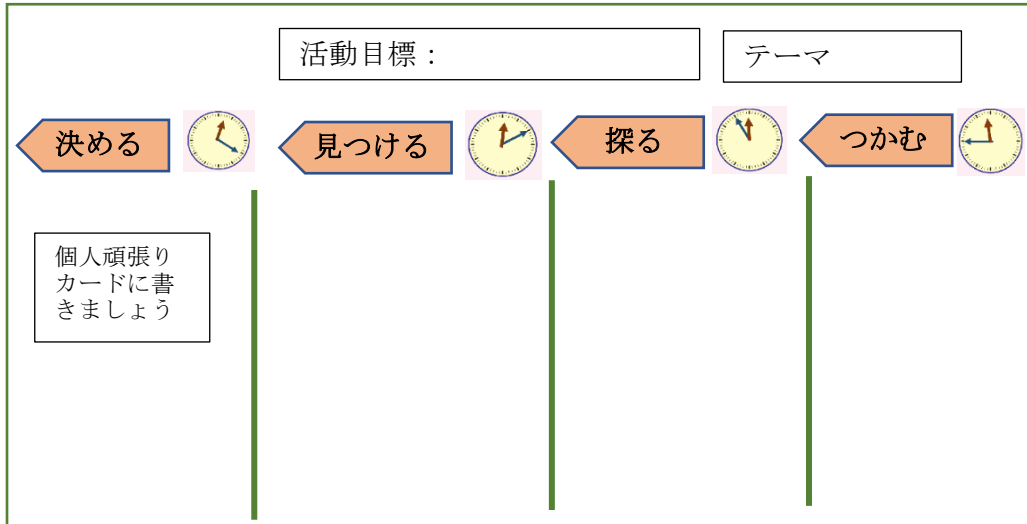 活動目標：
テーマ
決める
見つける
探る
つかむ
個人頑張り
カードに書
きましょう